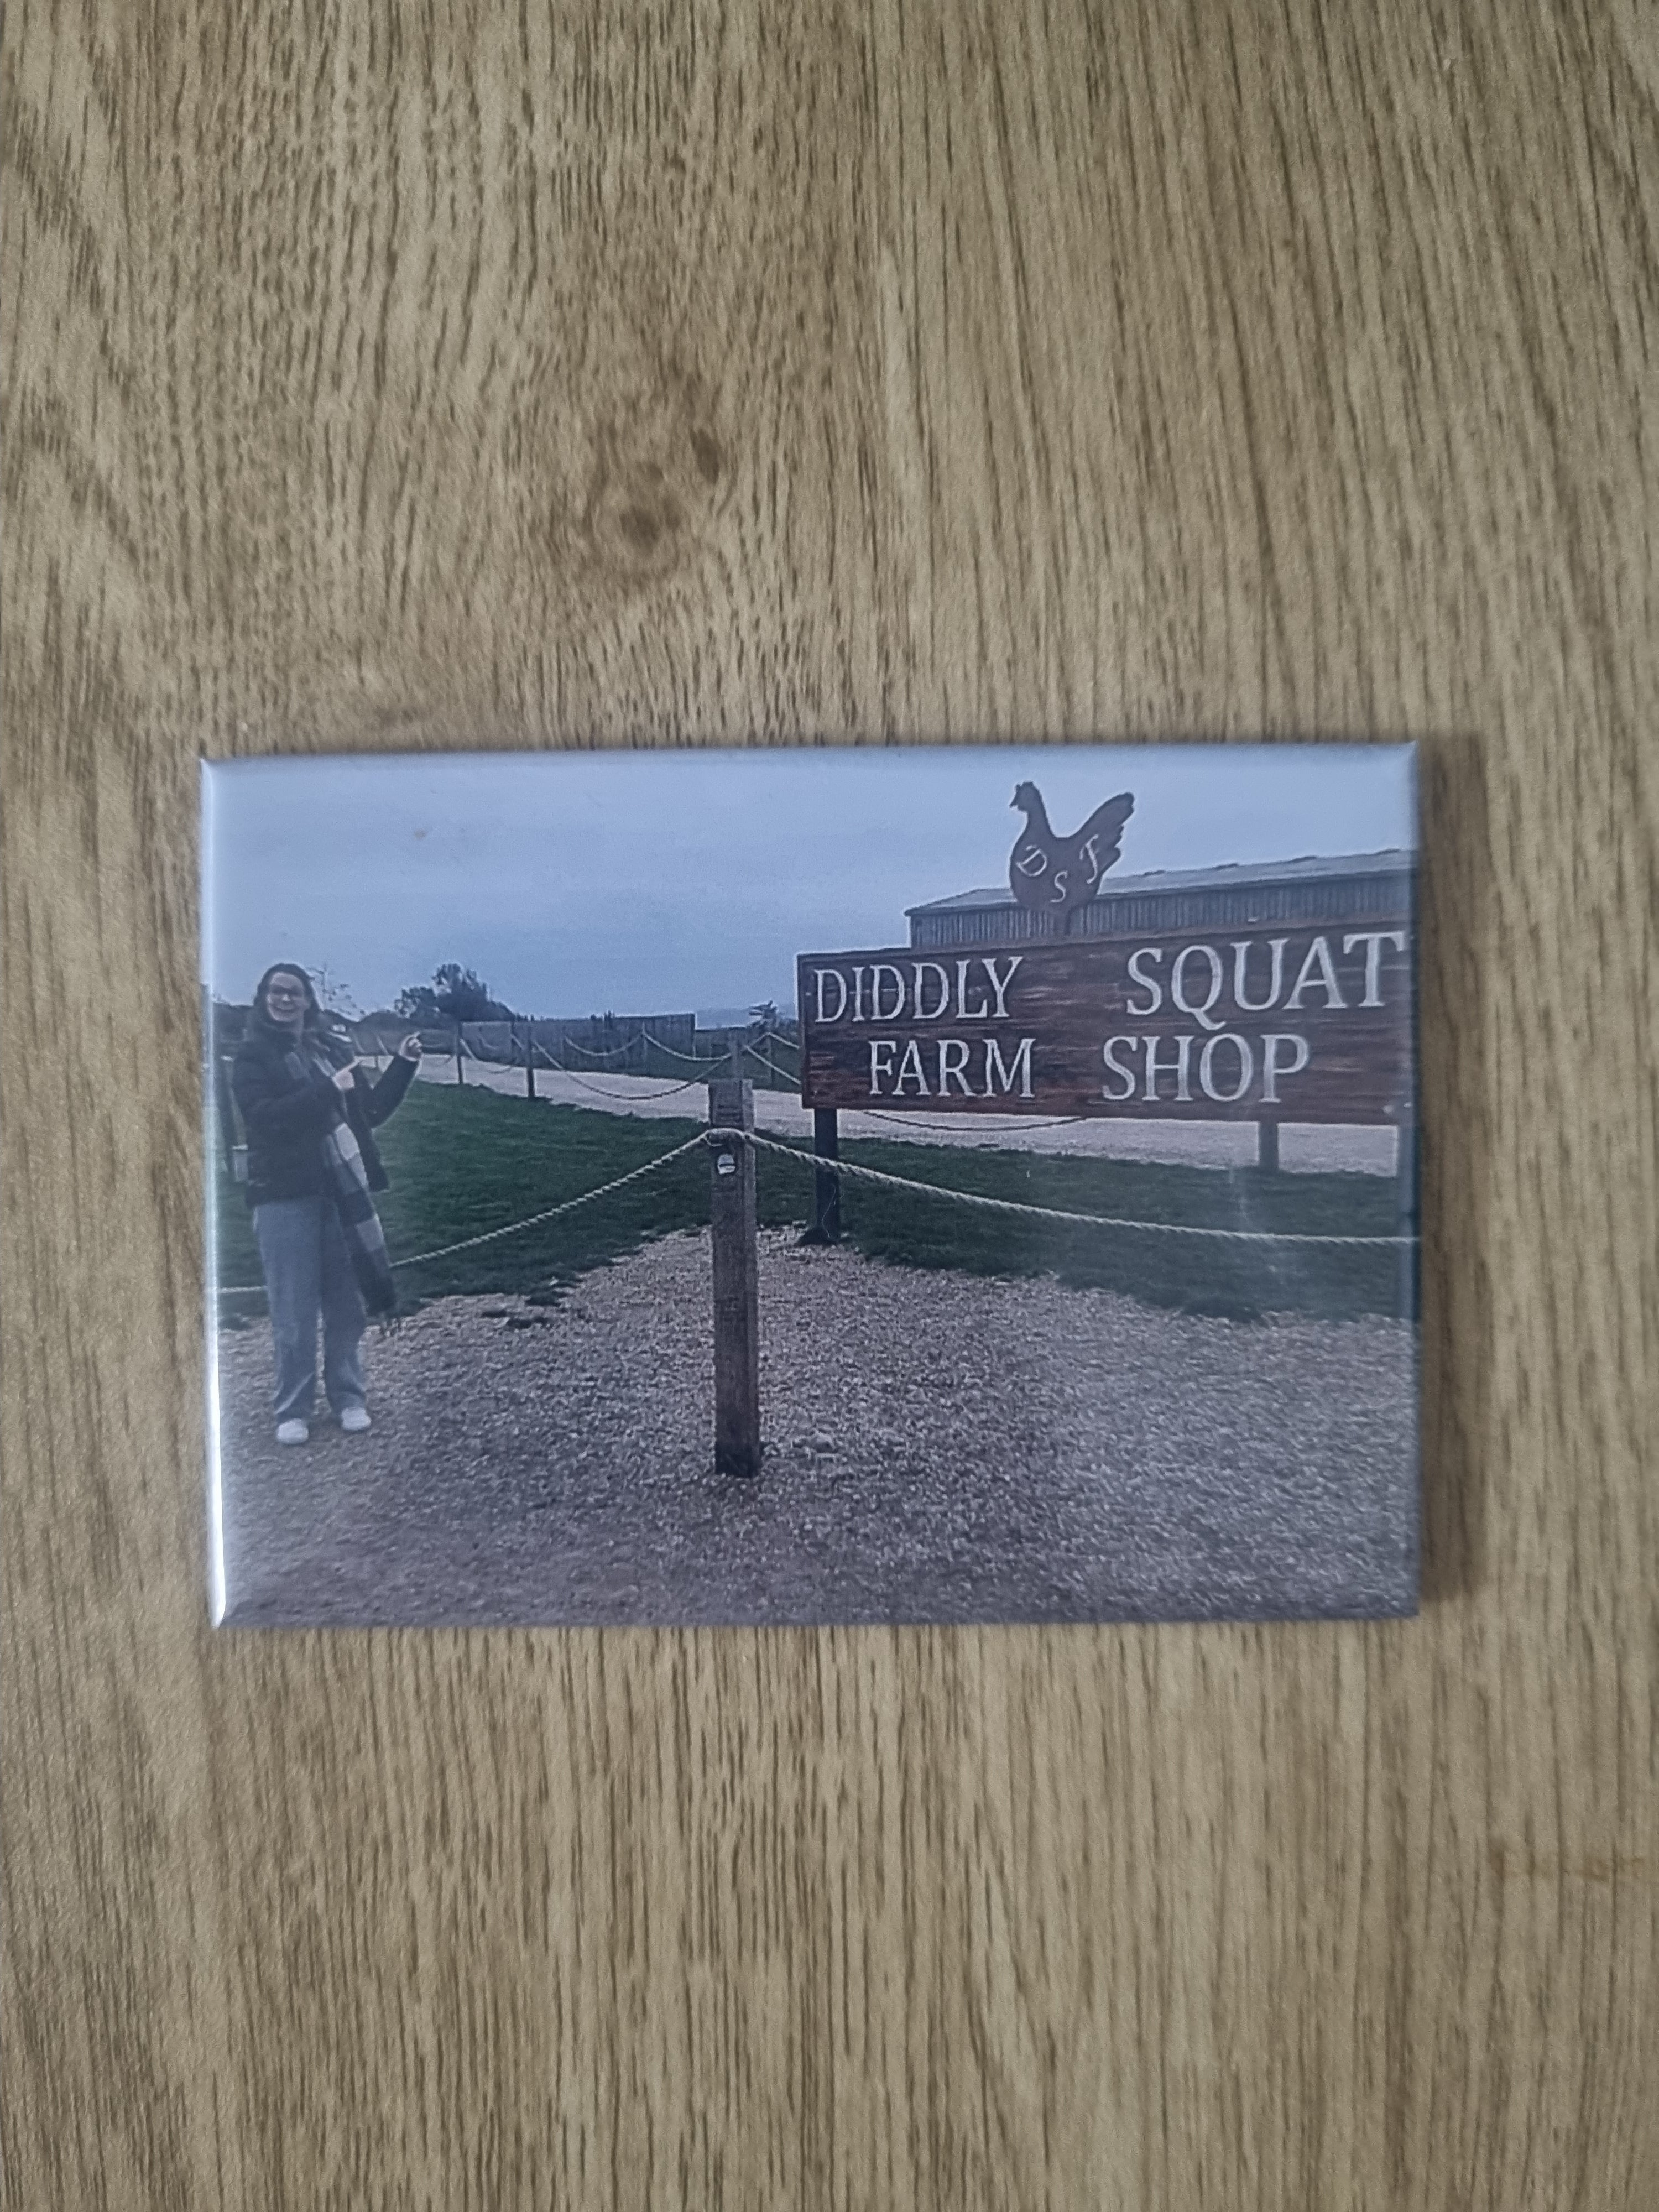 D S F
DIDDLY SQUAT
FARM SHOP